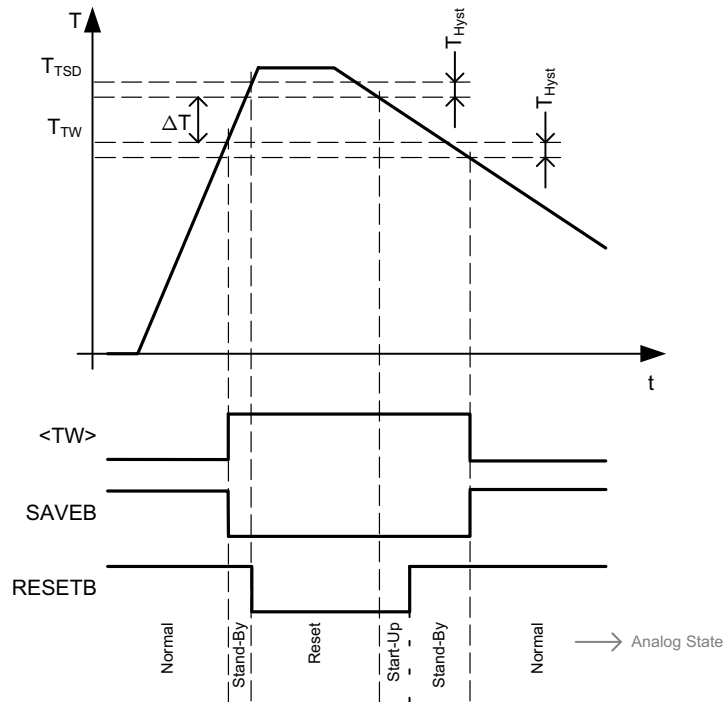 T
T_TSD
T_Hyst
T_Hyst
ΔT
T_TW
t
<TW>
SAVEB
RESETB
Normal
Stand-By
Reset
Start-Up
Stand-By
Normal
Analog State